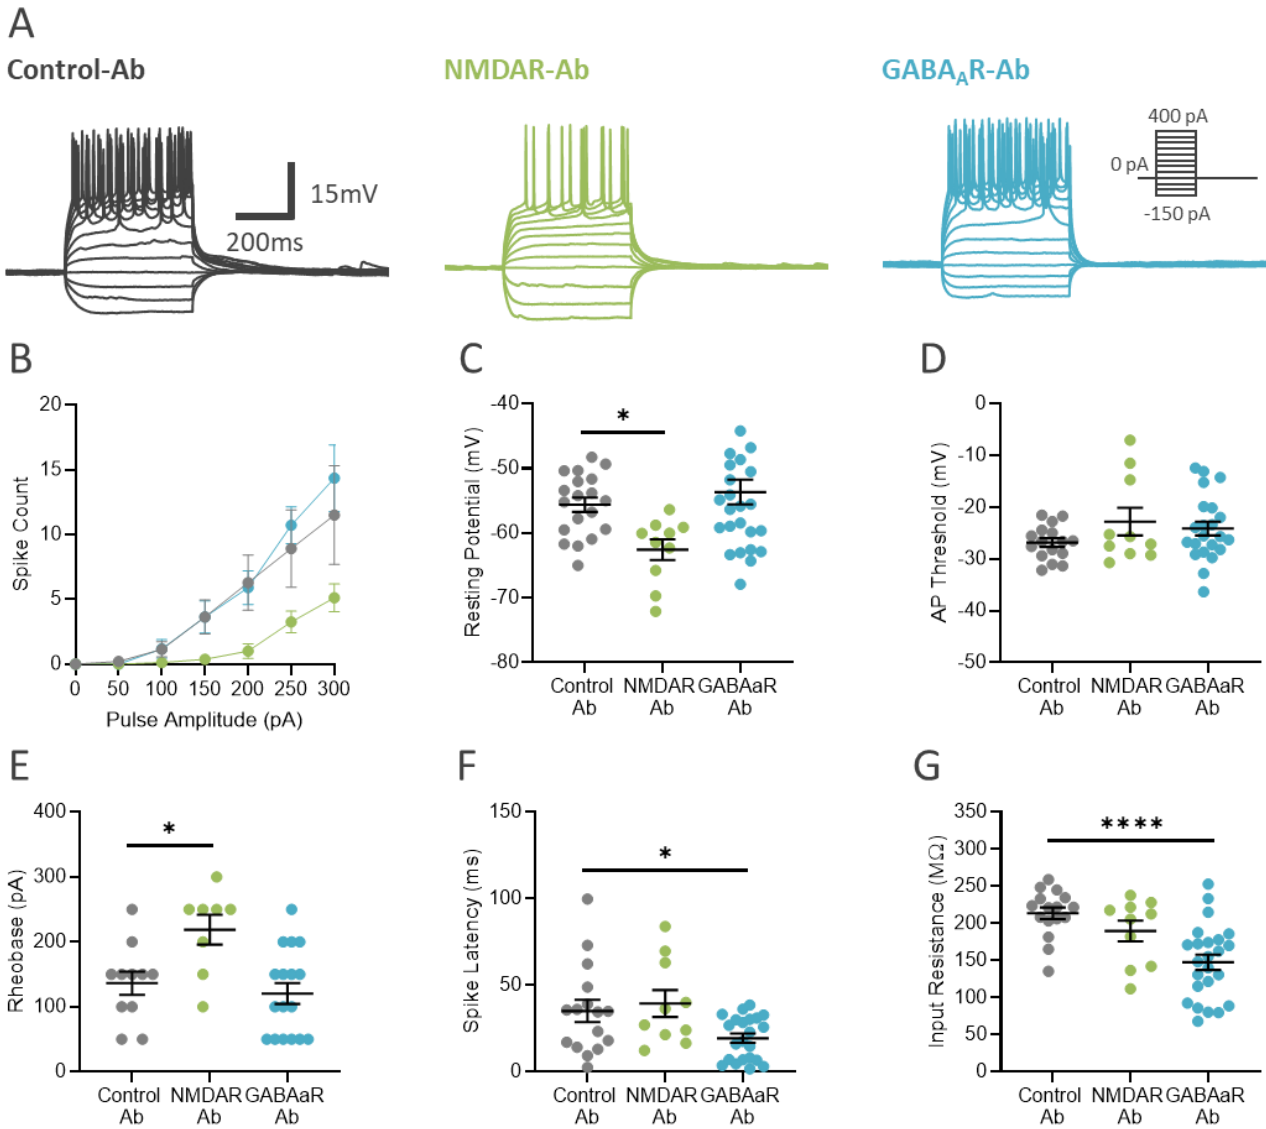 A
Control-Ab
NMDAR-Ab
GABA_AR-Ab
15mV
200ms
400 pA
0 pA
-150 pA
B
Spike Count
20
15
10
5
0
0 50 100 150 200 250 300
Pulse Amplitude (pA)
C
Resting Potential (mV)
-40
-50
-60
-70
-80
*
Control NMDAR GABAaR
Ab Ab Ab
D
AP Threshold (mV)
0
-10
-20
-30
-40
-50
Control NMDAR GABAaR
Ab Ab Ab
E
Rheobase (pA)
400
300
200
100
0
*
Control NMDAR GABAaR
Ab Ab Ab
F
Spike Latency (ms)
150
100
50
0
*
Control NMDAR GABAaR
Ab Ab Ab
G
Input Resistance (MΩ)
350
300
250
200
150
100
50
0
****
Control NMDAR GABAaR
Ab Ab Ab